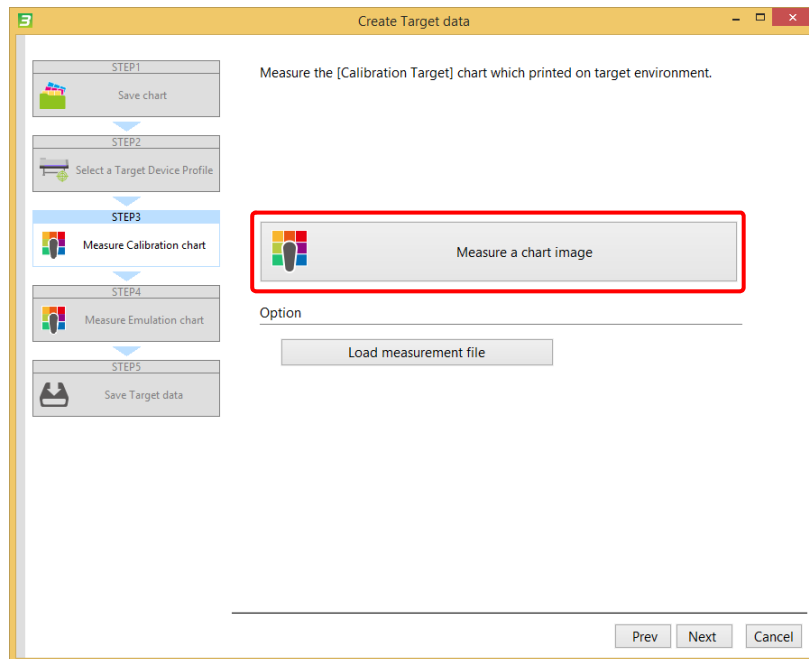 3
Create Target data
STEP1
Save chart
STEP2
Select a Target Device Profile
STEP3
Measure Calibration chart
STEP4
Measure Emulation chart
STEP5
Save Target data
Measure the [Calibration Target] chart which printed on target environment.
Measure a chart image
Option
Load measurement file
Prev
Next
Cancel